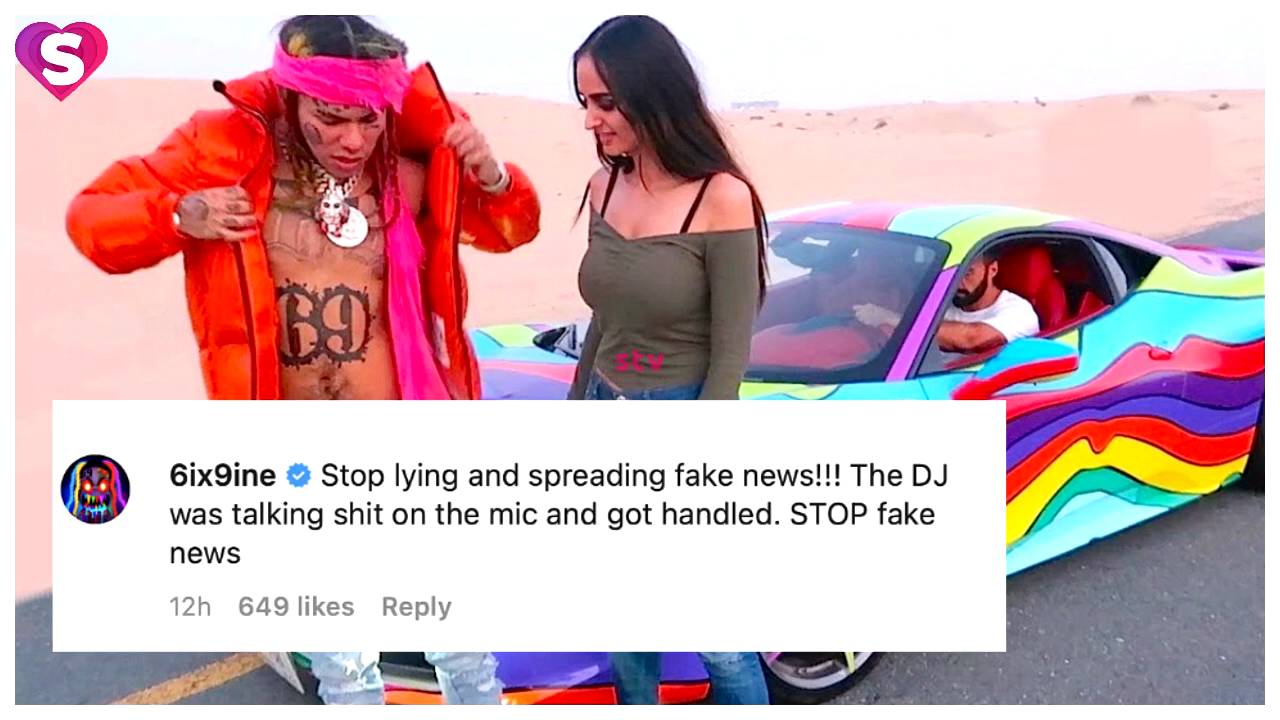 S
69
stv
6ix9ine Stop lying and spreading fake news!!! The DJ
was talking shit on the mic and got handled. STOP fake
news
12h 649 likes Reply